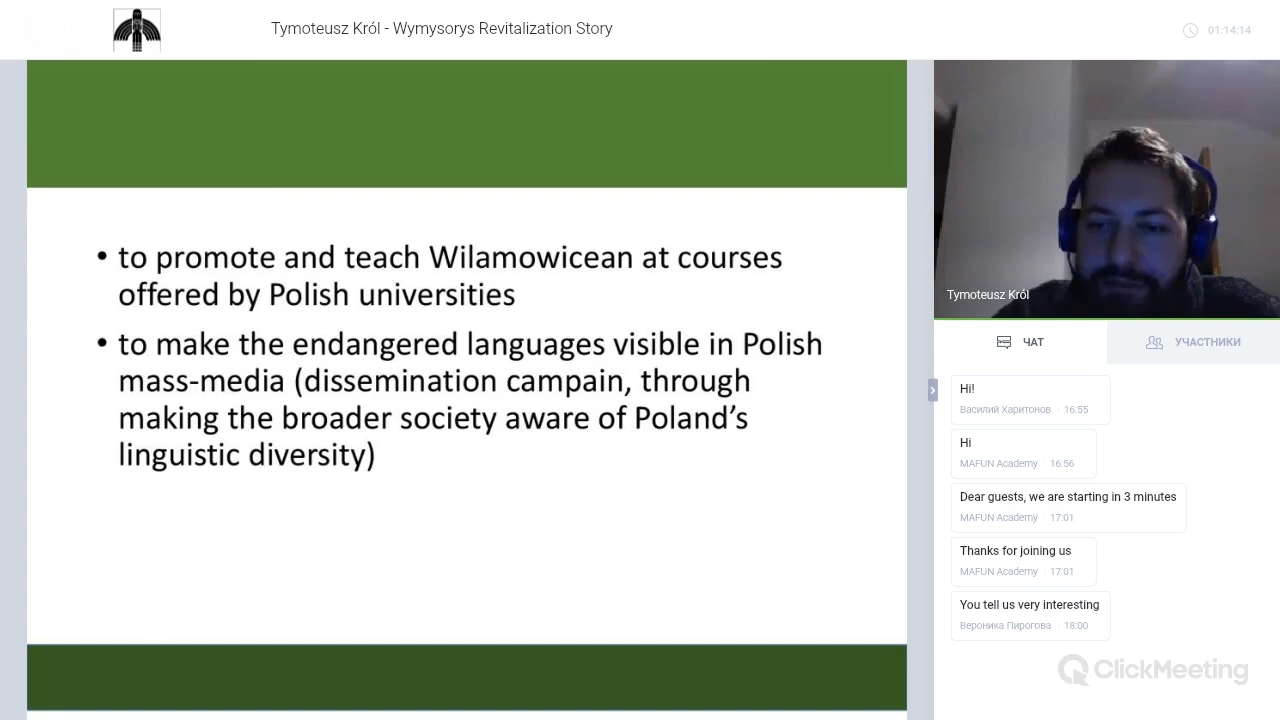 Tymoteusz Król - Wymysorys Revitalization Story
01:14:14
• to promote and teach Wilamowicean at courses
offered by Polish universities
• to make the endangered languages visible in Polish
mass-media (dissemination campain, through
making the broader society aware of Poland’s
linguistic diversity)
Tymoteusz Król
ЧАТ
УЧАСТНИКИ
Hi!
Василий Харитонов · 16:55
Hi
MAFUN Academy · 16:56
Dear guests, we are starting in 3 minutes
MAFUN Academy · 17:01
Thanks for joining us
MAFUN Academy · 17:01
You tell us very interesting
Вероника Пирогова · 18:00
ClickMeeting